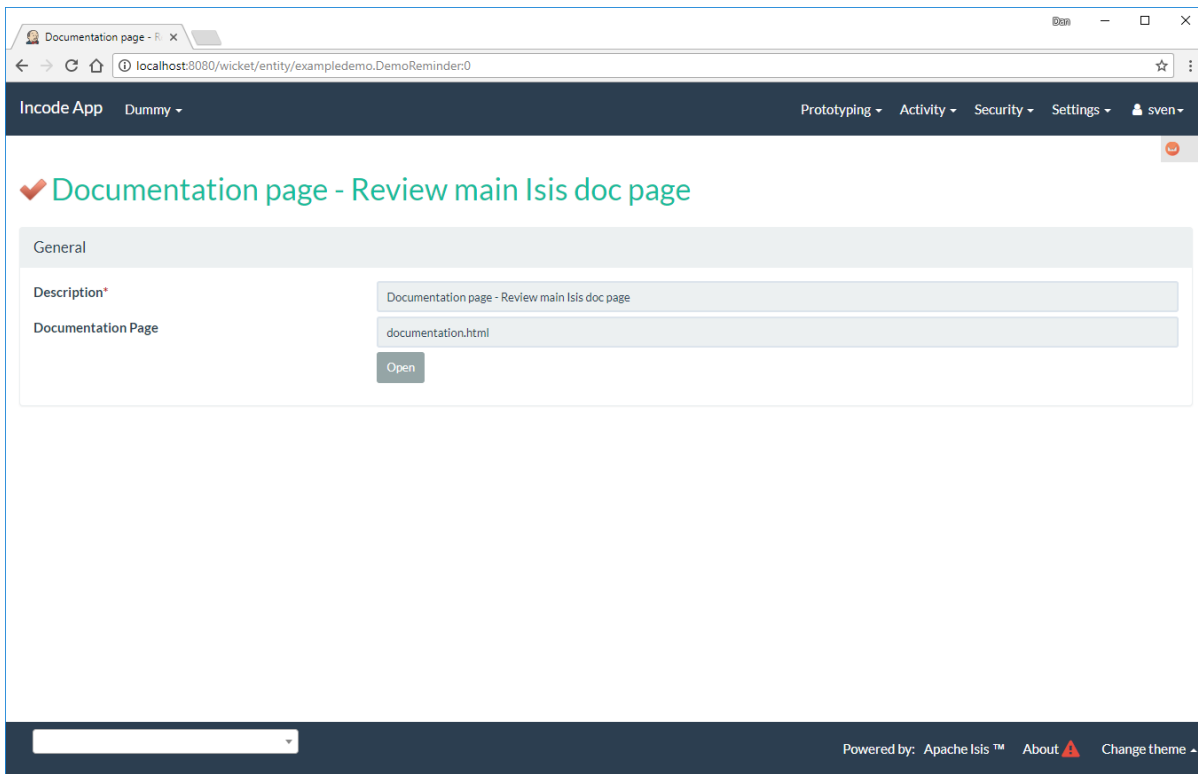 Documentation page - R
Dan
localhost:8080/wicket/entity/exampledemo.DemoReminder:0
Incode App Dummy Prototyping Activity Security Settings sven
Documentation page - Review main Isis doc page
General
Description* Documentation page - Review main Isis doc page
Documentation Page documentation.html
Open
Powered by: Apache Isis ™ About Change theme